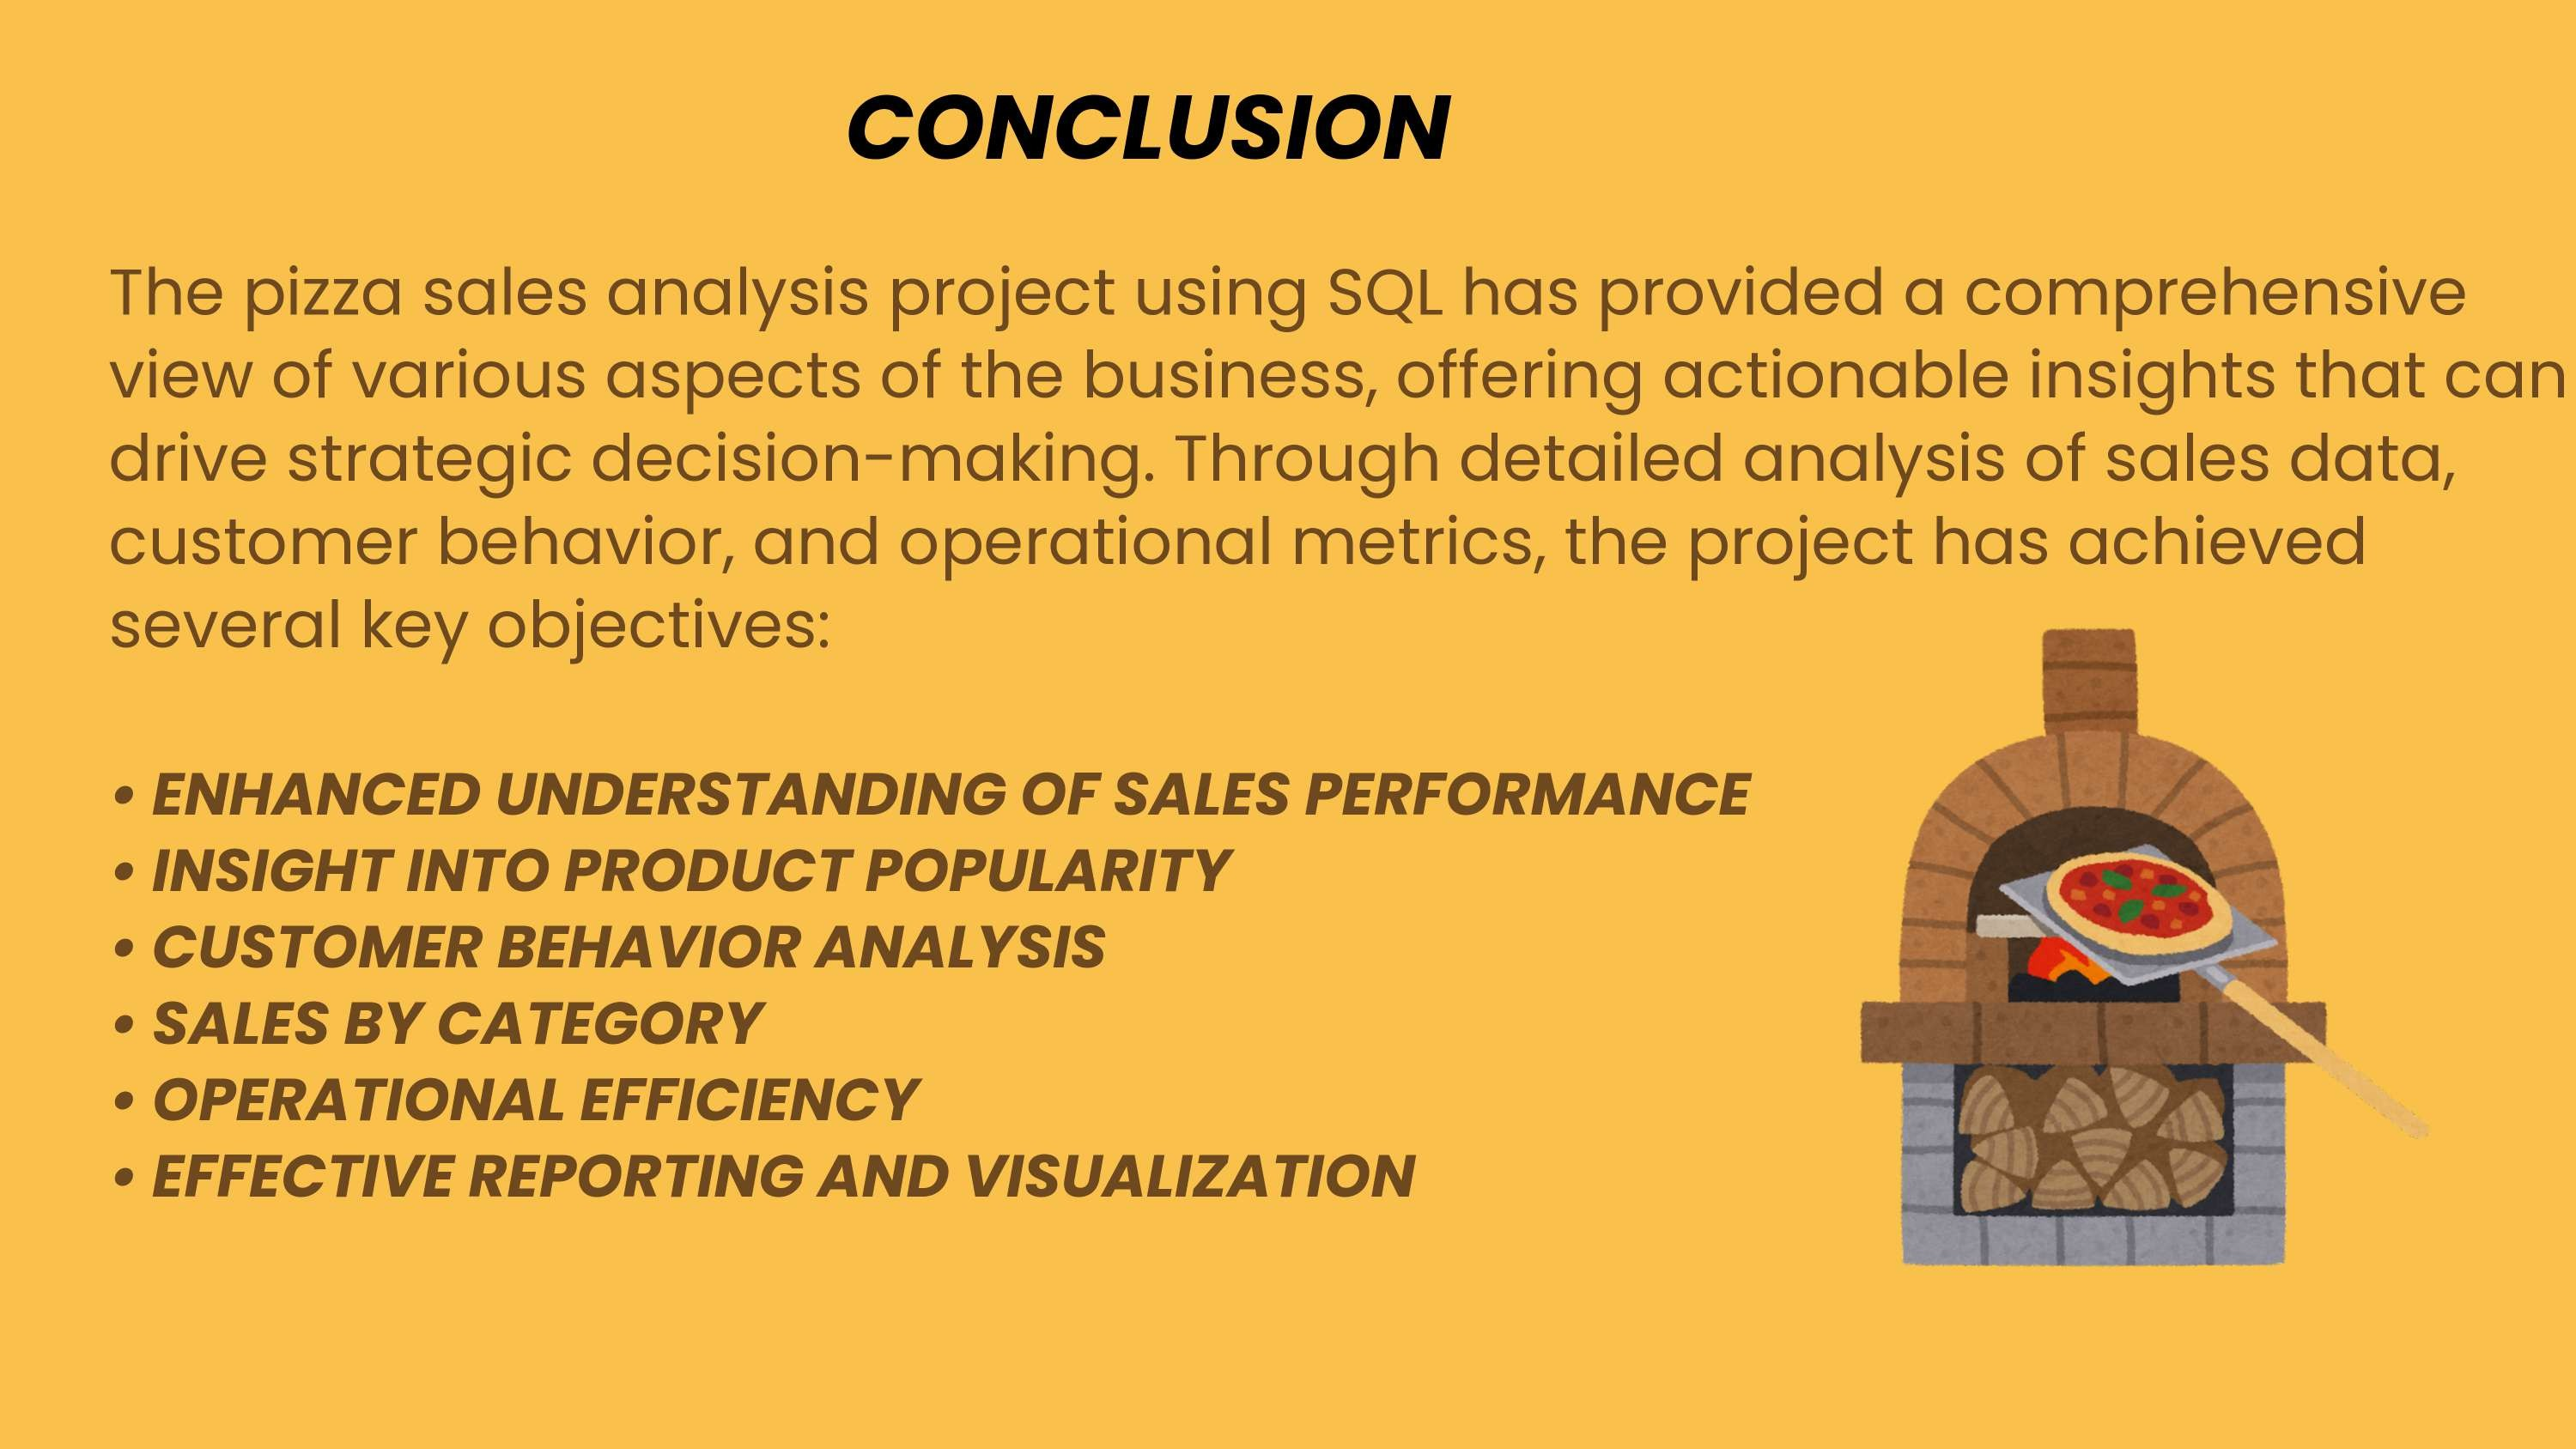 CONCLUSION
The pizza sales analysis project using SQL has provided a comprehensive
view of various aspects of the business, offering actionable insights that can
drive strategic decision-making. Through detailed analysis of sales data,
customer behavior, and operational metrics, the project has achieved
several key objectives:
• ENHANCED UNDERSTANDING OF SALES PERFORMANCE
• INSIGHT INTO PRODUCT POPULARITY
• CUSTOMER BEHAVIOR ANALYSIS
• SALES BY CATEGORY
• OPERATIONAL EFFICIENCY
• EFFECTIVE REPORTING AND VISUALIZATION